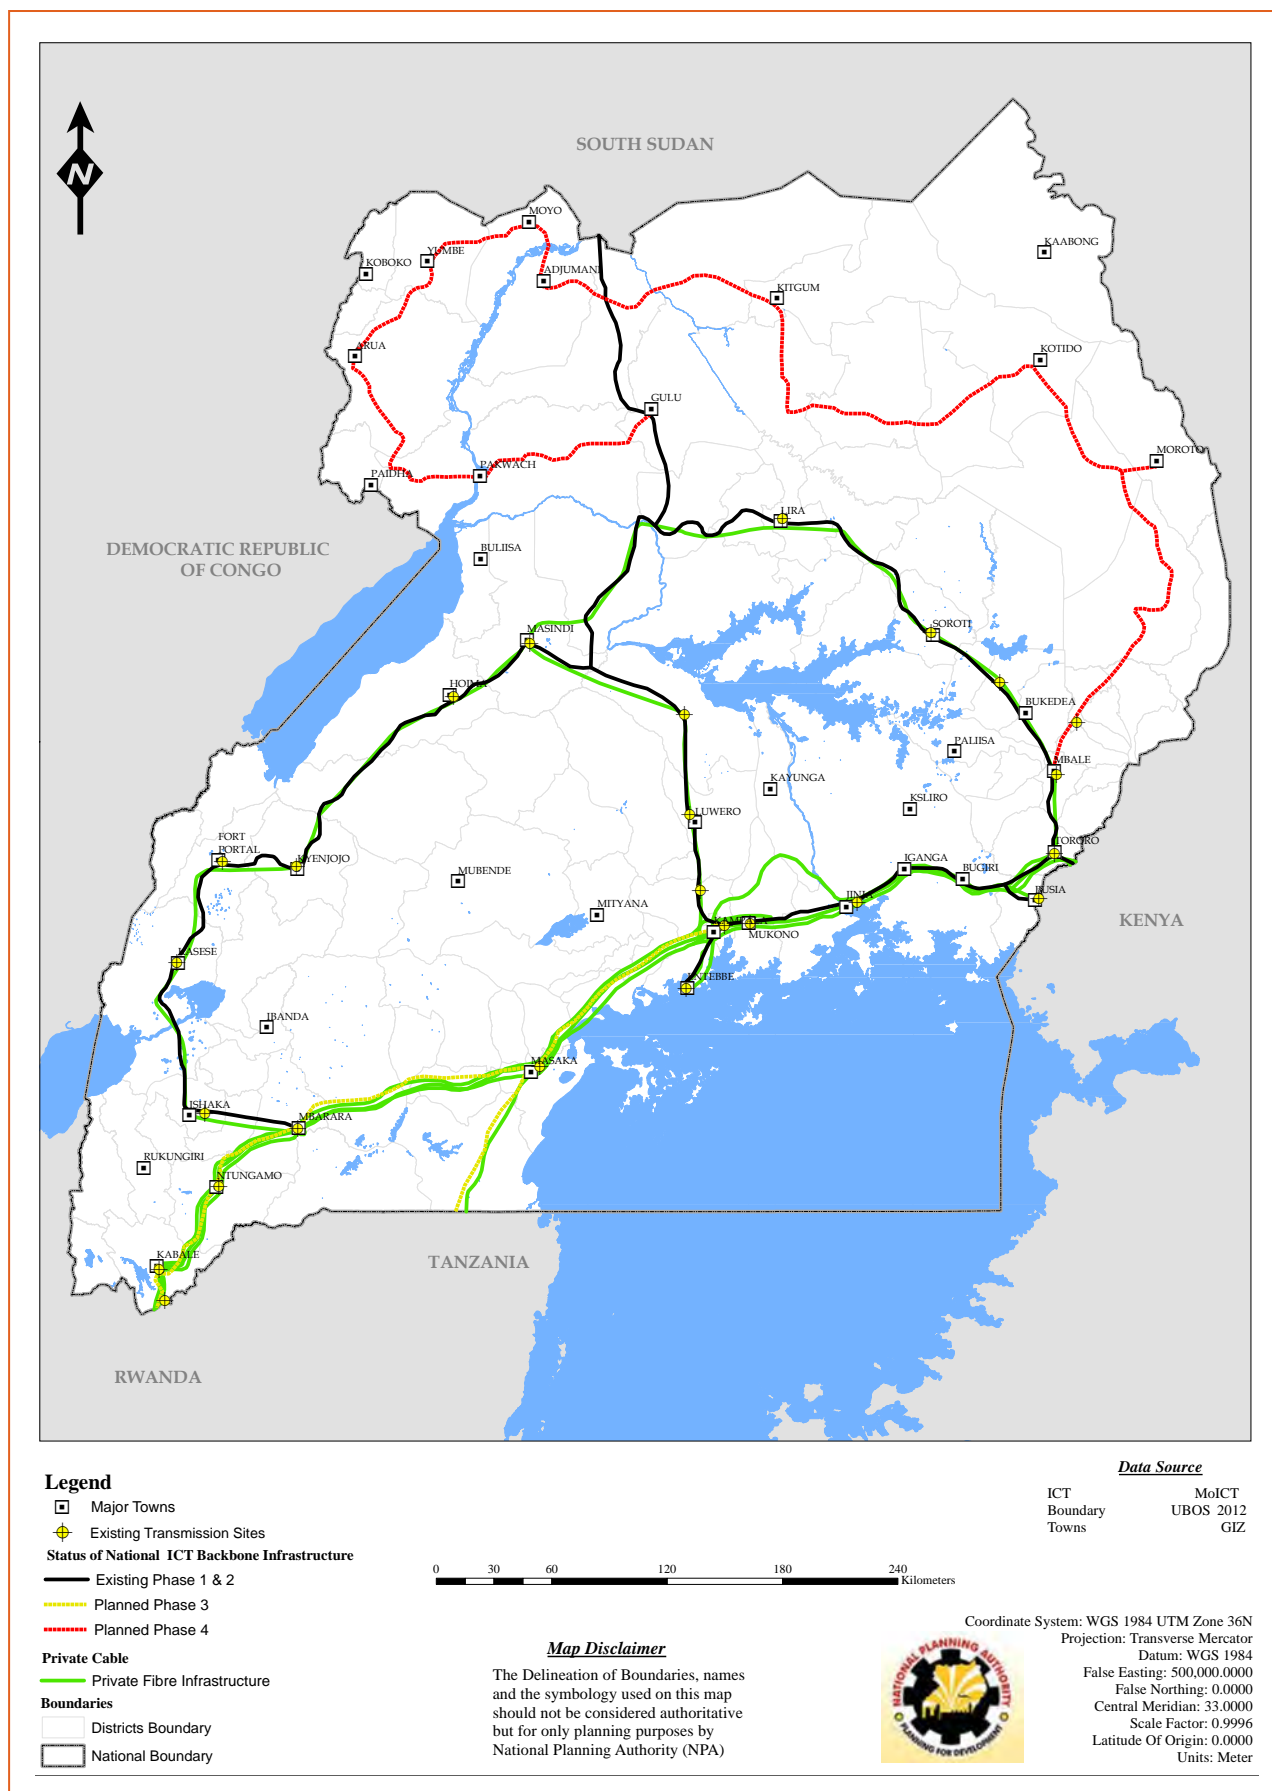 N
SOUTH SUDAN
MOYO
KAABONG
YUMBE
KOBOKO
ADJUMANI
KITGUM
ARUA
KOTIDO
GULU
MOROTO
PAKWACH
PAIDHA
LIRA
DEMOCRATIC REPUBLIC
OF CONGO
BULIISA
MASINDI
SOROTI
HOIMA
BUKEDEA
PALIISA
MBALE
KAYUNGA
KSLIRO
LUWERO
FORT
PORTAL
TORORO
KYENJOJO
IGANGA
BUGIRI
MUBENDE
JINJA
BUSIA
MITYANA
KAMPALA
MUKONO
KENYA
KASESE
ENTEBBE
IBANDA
MASAKA
ISHAKA
MBARARA
RUKUNGIRI
NTUNGAMO
KABALE
TANZANIA
RWANDA
Legend
Major Towns
Existing Transmission Sites
Status of National ICT Backbone Infrastructure
Existing Phase 1 & 2
Planned Phase 3
Planned Phase 4
Private Cable
Private Fibre Infrastructure
Boundaries
Districts Boundary
National Boundary
0 30 60 120 180 240
Kilometers
Map Disclaimer
The Delineation of Boundaries, names
and the symbology used on this map
should not be considered authoritative
but for only planning purposes by
National Planning Authority (NPA)
Data Source
ICT MoICT
Boundary UBOS 2012
Towns GIZ
NATIONAL PLANNING AUTHORITY
PLANNING FOR DEVELOPMENT
Coordinate System: WGS 1984 UTM Zone 36N
Projection: Transverse Mercator
Datum: WGS 1984
False Easting: 500,000.0000
False Northing: 0.0000
Central Meridian: 33.0000
Scale Factor: 0.9996
Latitude Of Origin: 0.0000
Units: Meter